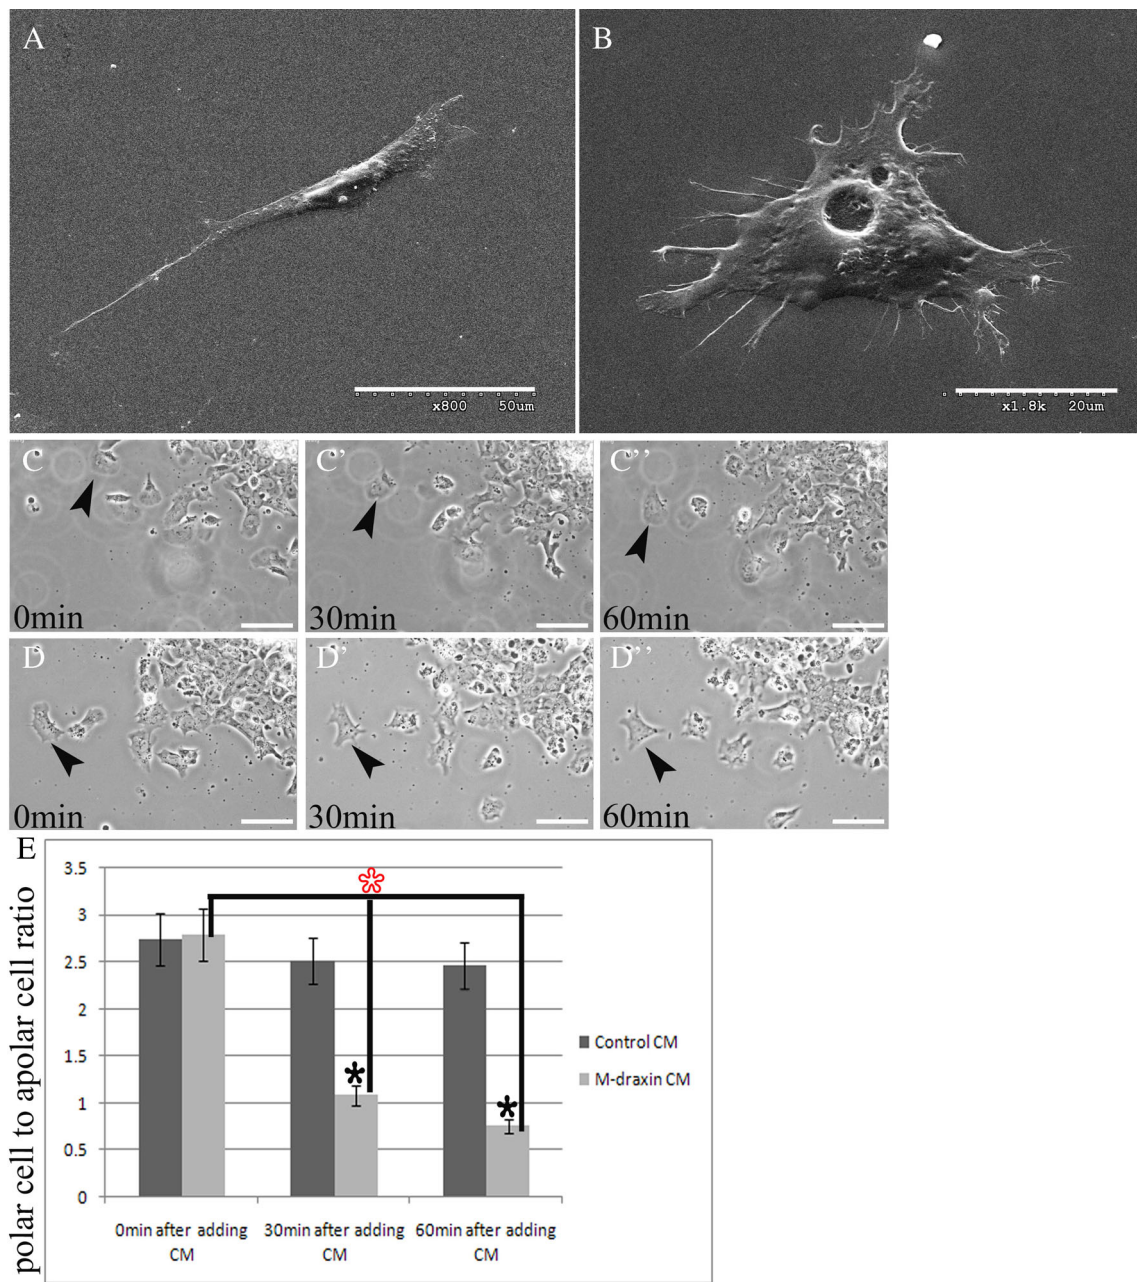 A
x800 50um
B
x1.8k 20um
C
0min
C'
30min
C''
60min
D
0min
D'
30min
D''
60min
E
polar cell to apolar cell ratio
3.5
3
2.5
2
1.5
1
0.5
0
0min after adding
CM
30min after adding
CM
60min after adding
CM
Control CM
M-draxin CM